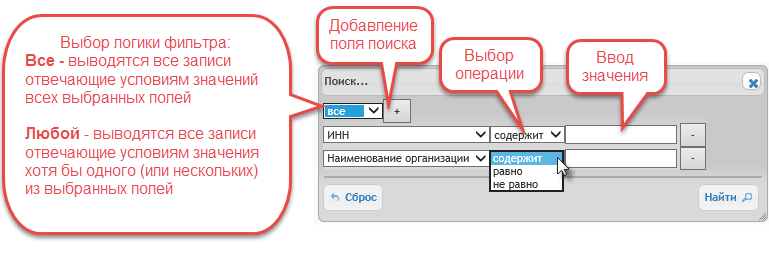 Выбор логики фильтра:
Все - выводятся все записи
отвечающие условиям значений
всех выбранных полей
Любой - выводятся все записи
отвечающие условиям значения
хотя бы одного (или нескольких)
из выбранных полей
Добавление
поля поиска
Выбор
операции
Ввод
значения
Поиск...
все +
ИНН содержит -
Наименование организации содержит -
равно
не равно
Сброс Найти